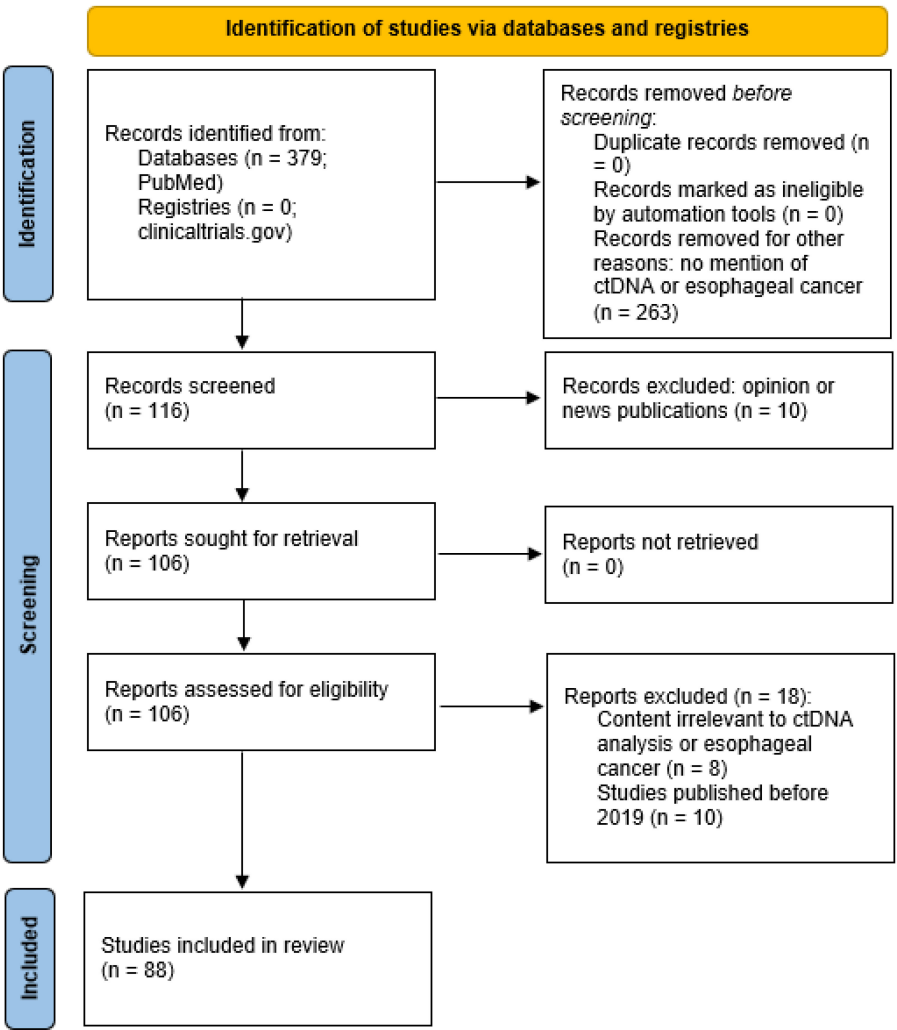 Identification of studies via databases and registries
Identification
Records identified from:
Databases (n = 379;
PubMed)
Registries (n = 0;
clinicaltrials.gov)
Records removed before
screening:
Duplicate records removed (n
= 0)
Records marked as ineligible
by automation tools (n = 0)
Records removed for other
reasons: no mention of
ctDNA or esophageal cancer
(n = 263)
Screening
Records screened
(n = 116)
Records excluded: opinion or
news publications (n = 10)
Reports sought for retrieval
(n = 106)
Reports not retrieved
(n = 0)
Reports assessed for eligibility
(n = 106)
Reports excluded (n = 18):
Content irrelevant to ctDNA
analysis or esophageal
cancer (n = 8)
Studies published before
2019 (n = 10)
Included
Studies included in review
(n = 88)